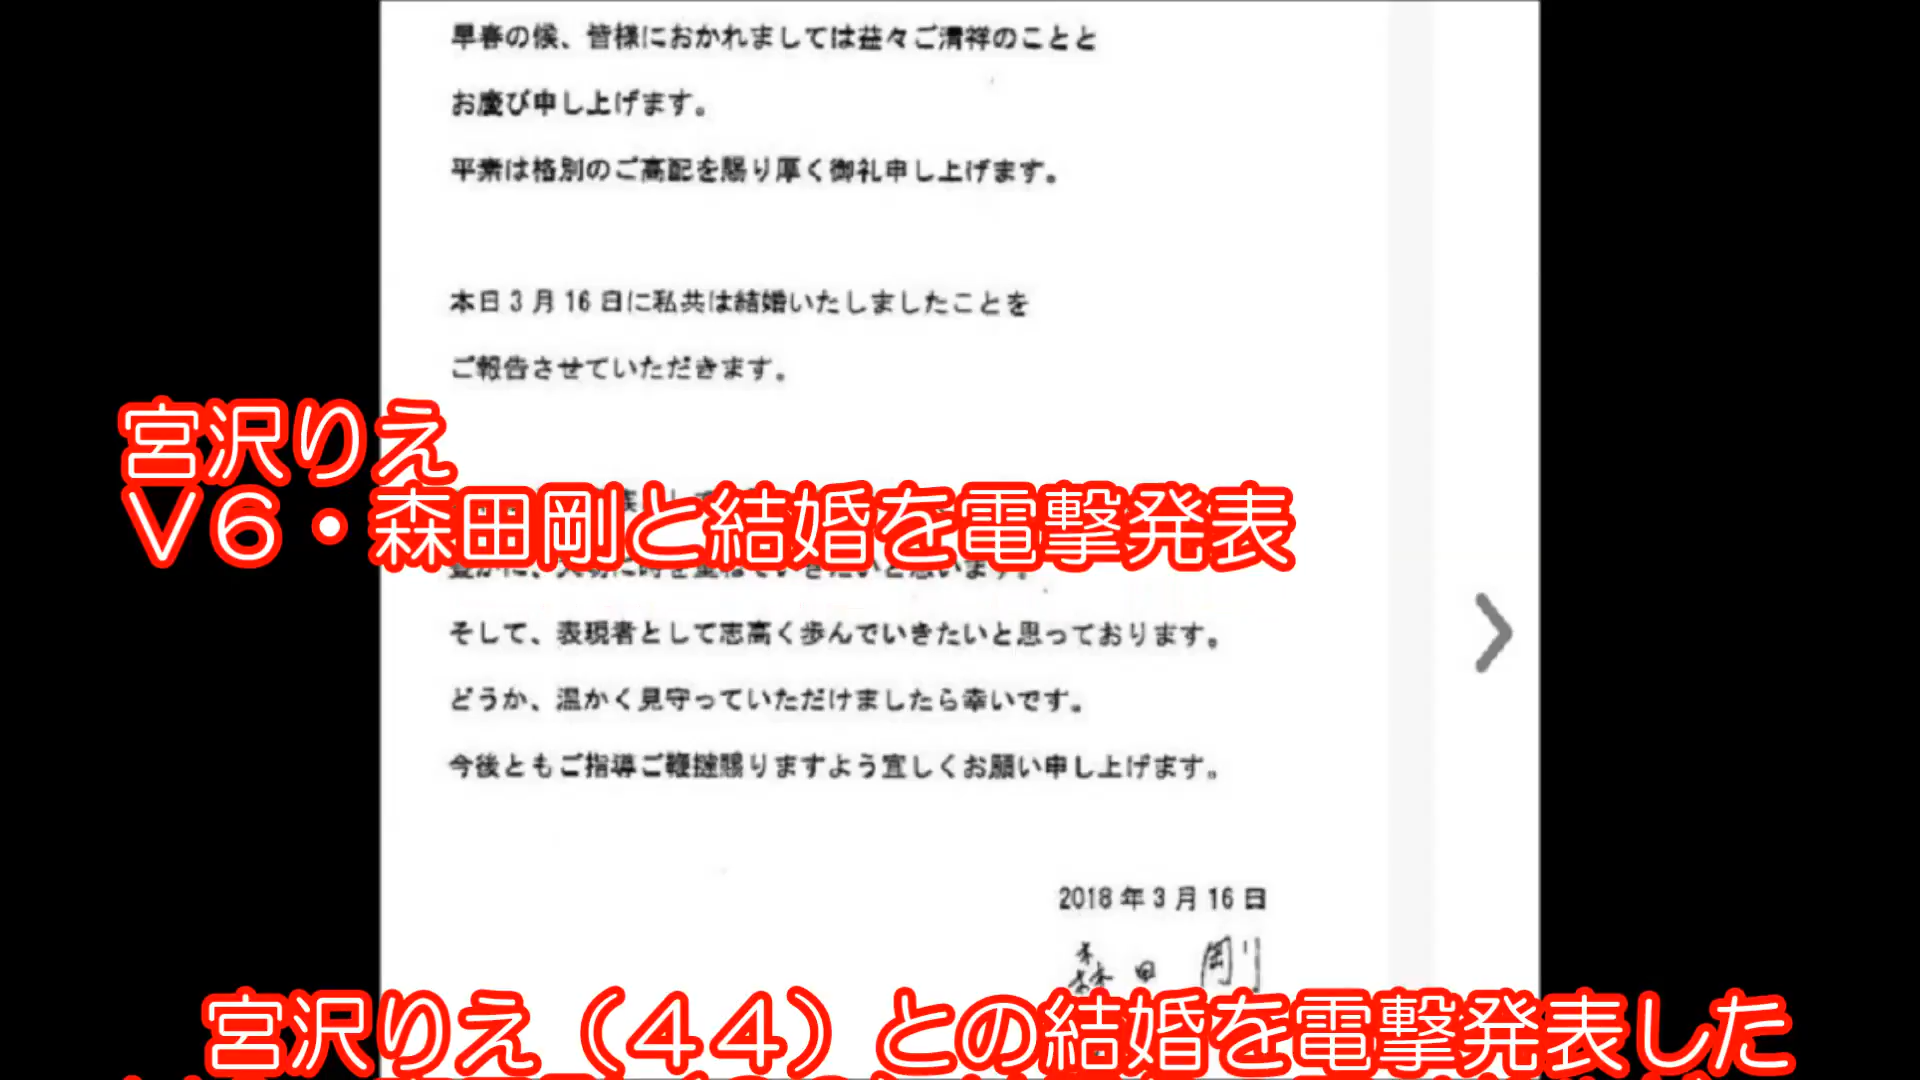 早春の候、皆様におかれましては益々ご清祥のことと
お慶び申し上げます。
平素は格別のご高配を賜り厚く御礼申し上げます。
本日3月16日に私共は結婚いたしましたことを
ご報告させていただきます。
宮沢りえ
V6・森田剛と結婚を電撃発表
そして、表現者として志高く歩んでいきたいと思っております。
どうか、温かく見守っていただけましたら幸いです。
今後ともご指導ご鞭撻賜りますよう宜しくお願い申し上げます。
2018年3月16日
森田 剛
宮沢りえ（44）との結婚を電撃発表した